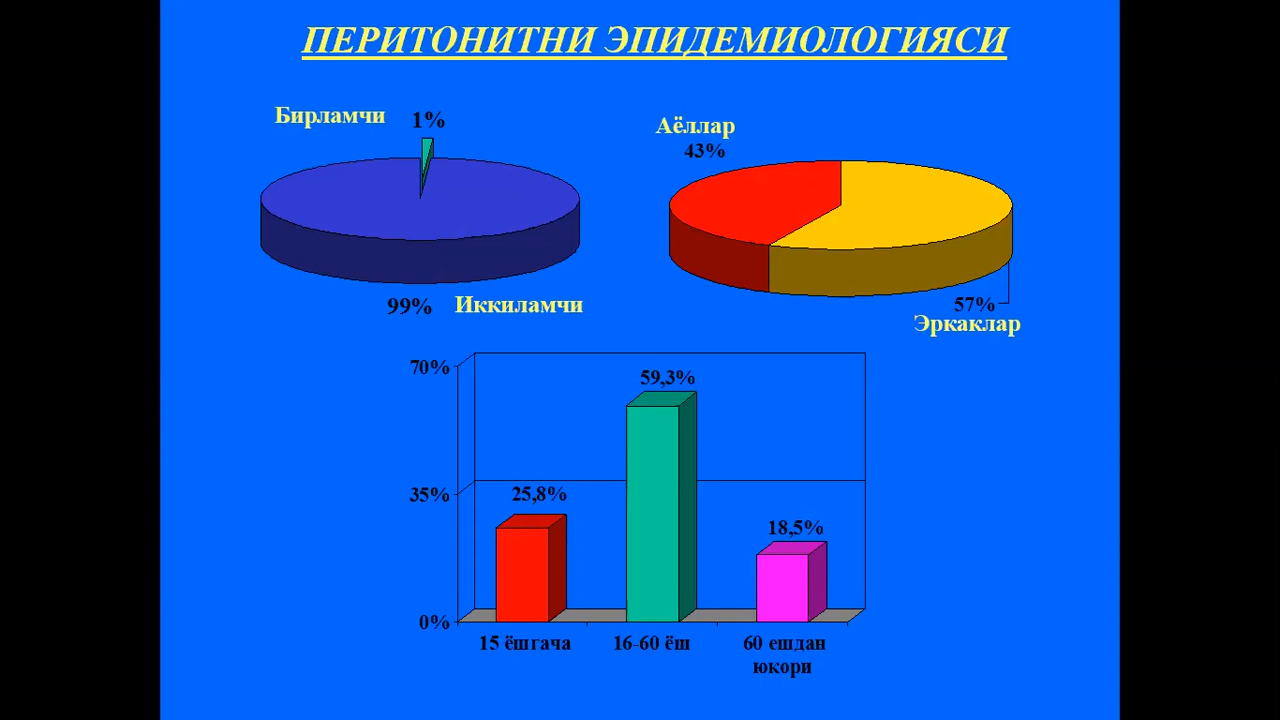 ПЕРИТОНИТНИ ЭПИДЕМИОЛОГИЯСИ
Бирламчи
1%
99%
Иккиламчи
Аёллар
43%
57%
Эркаклар
70%
35%
0%
25,8%
59,3%
18,5%
15 ёшгача
16-60 ёш
60 ешдан
юкори